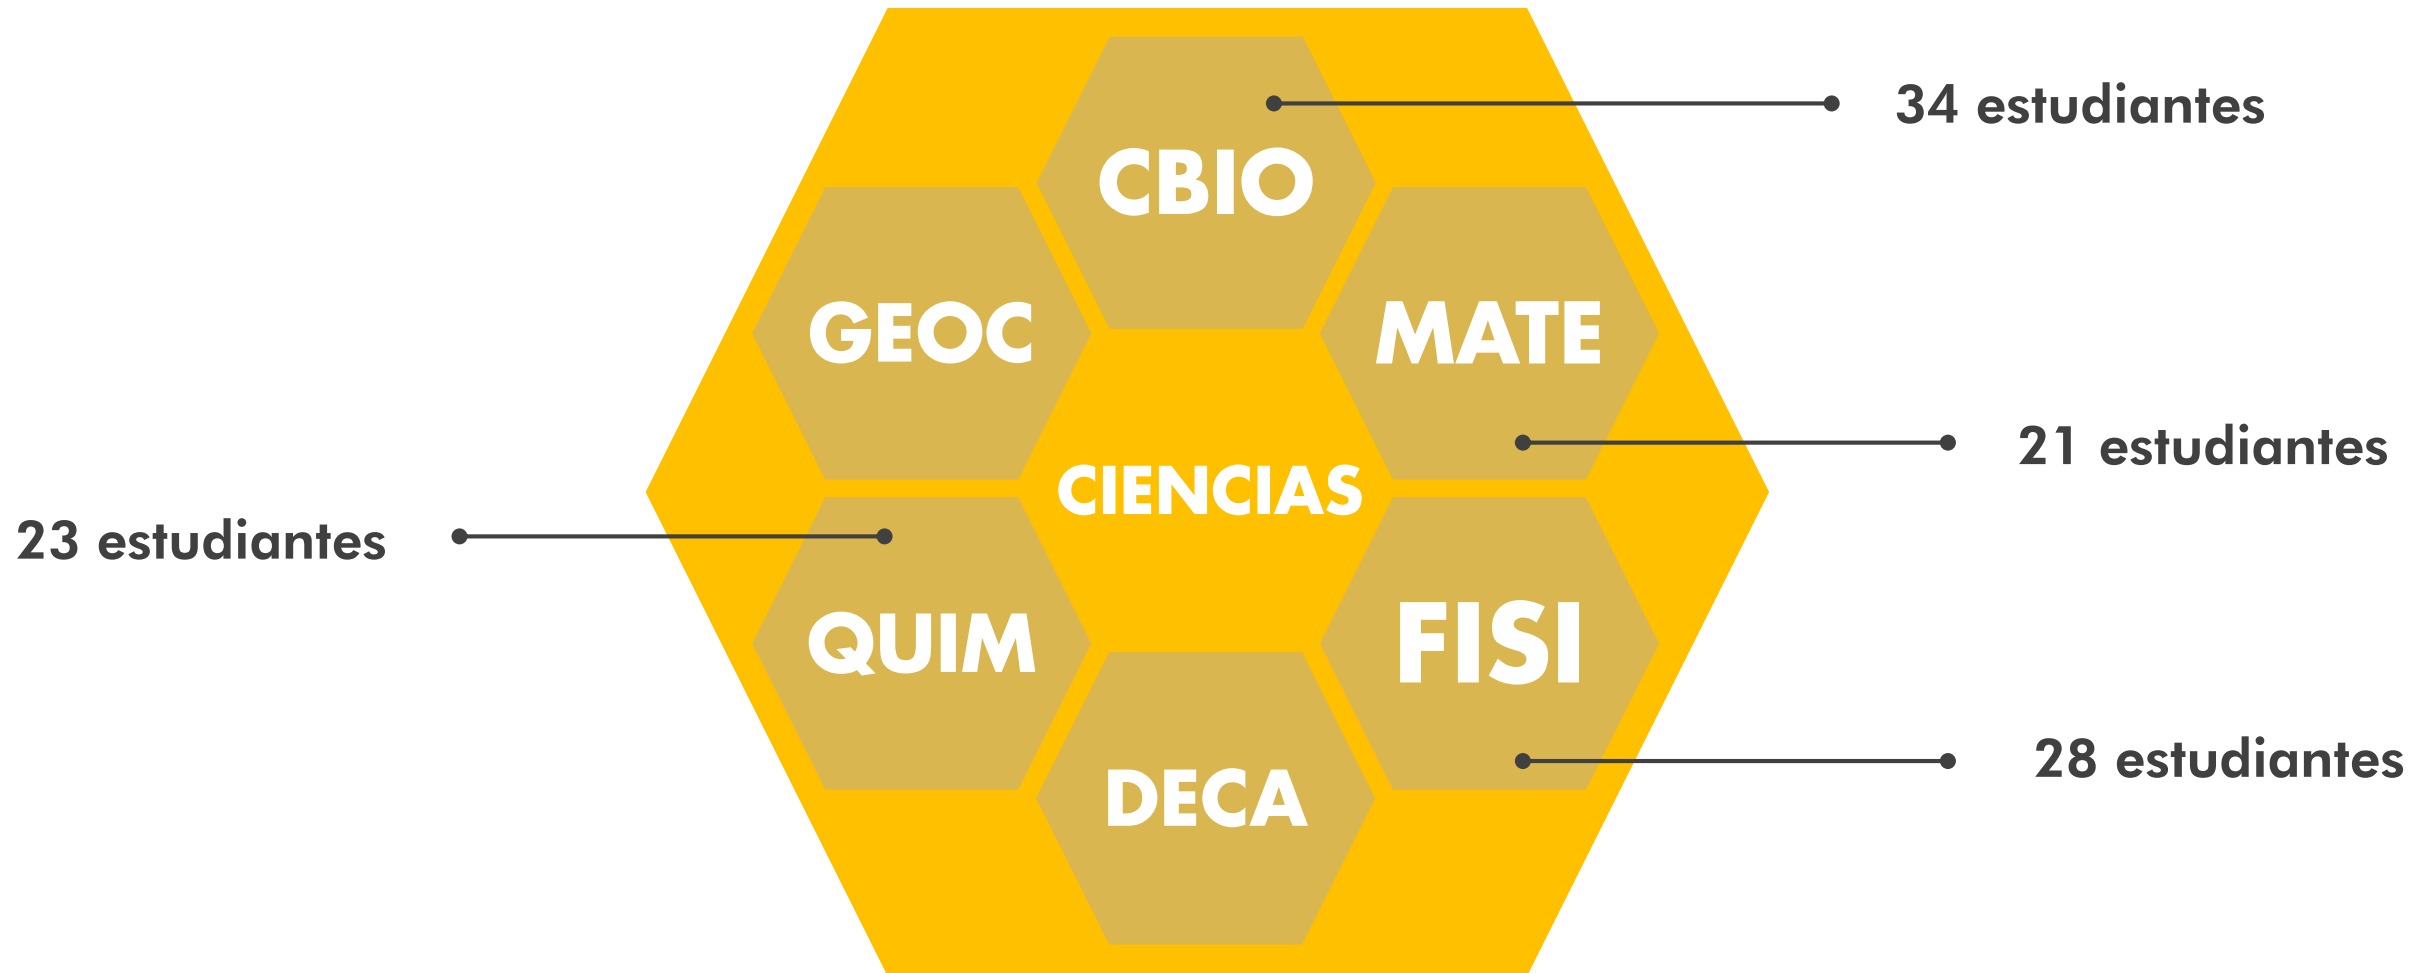 34 estudiantes
CBIO
GEOC
MATE
21 estudiantes
CIENCIAS
23 estudiantes
QUIM
FISI
28 estudiantes
DECA